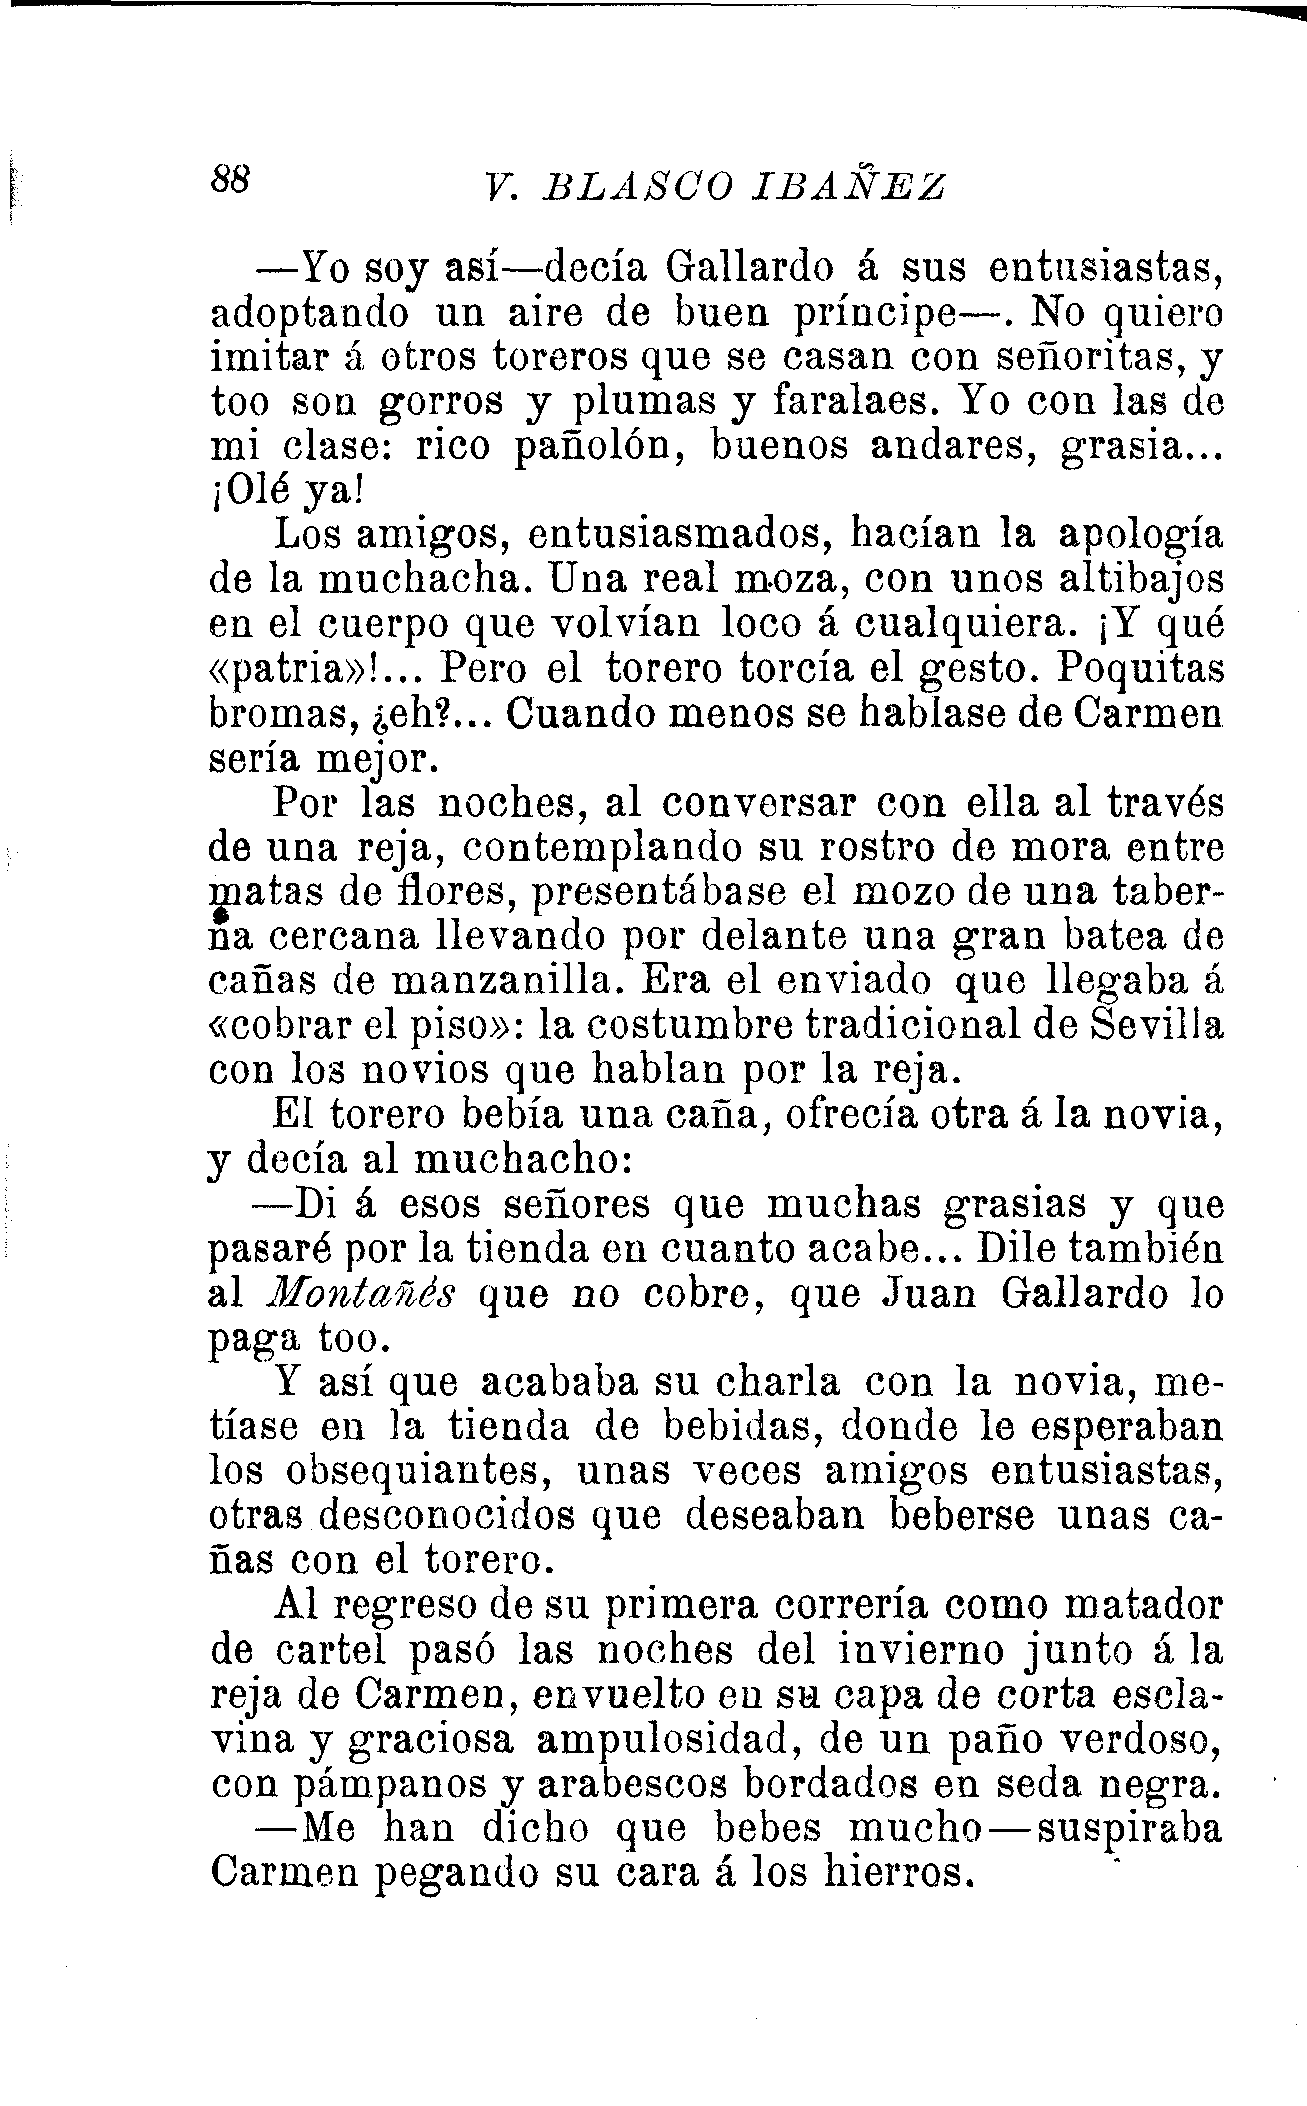 88 V. BLASCO IBAÑEZ
—Yo soy así—decía Gallardo á sus entusiastas,
adoptando un aire de buen príncipe—. No quiero
imitar á otros toreros que se casan con señoritas, y
too son gorros y plumas y faralaes. Yo con las de
mi clase: rico pañolón, buenos andares, grasia...
¡Olé ya!
Los amigos, entusiasmados, hacían la apología
de la muchacha. Una real moza, con unos altibajos
en el cuerpo que volvían loco á cualquiera. ¡Y qué
«patria»!... Pero el torero torcía el gesto. Poquitas
bromas, ¿eh?... Cuando menos se hablase de Carmen
sería mejor.
Por las noches, al conversar con ella al través
de una reja, contemplando su rostro de mora entre
matas de flores, presentábase el mozo de una taber-
na cercana llevando por delante una gran batea de
cañas de manzanilla. Era el enviado que llegaba á
«cobrar el piso»: la costumbre tradicional de Sevilla
con los novios que hablan por la reja.
El torero bebía una caña, ofrecía otra á la novia,
y decía al muchacho:
—Di á esos señores que muchas grasias y que
pasaré por la tienda en cuanto acabe... Dile también
al Montañés que no cobre, que Juan Gallardo lo
paga too.
Y así que acababa su charla con la novia, me-
tíase en la tienda de bebidas, donde le esperaban
los obsequiantes, unas veces amigos entusiastas,
otras desconocidos que deseaban beberse unas ca-
ñas con el torero.
Al regreso de su primera correría como matador
de cartel pasó las noches del invierno junto á la
reja de Carmen, envuelto en su capa de corta escla-
vina y graciosa ampulosidad, de un paño verdoso,
con pámpanos y arabescos bordados en seda negra.
—Me han dicho que bebes mucho—suspiraba
Carmen pegando su cara á los hierros.